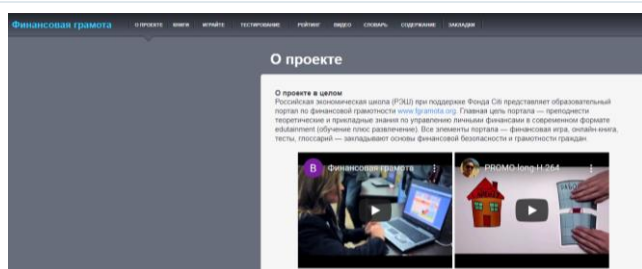 Финансовая грамота
О ПРОЕКТЕ КНИГИ ИГРАЙТЕ ТЕСТИРОВАНИЕ РЕЙТИНГ ВИДЕО СЛОВАРЬ СОДЕРЖАНИЕ ЗАКЛАДКИ
О проекте
О проекте в целом
Российская экономическая школа (РЭШ) при поддержке Фонда Citi представляет образовательный
портал по финансовой грамотности www.fgramota.org. Главная цель портала — преподнести
теоретические и прикладные знания по управлению личными финансами в современном формате
edutainment (обучение плюс развлечение). Все элементы портала — финансовая игра, онлайн-книга,
тесты, глоссарий — закладывают основы финансовой безопасности и грамотности граждан.
В Финансовая грамота
PROMO-long-H.264